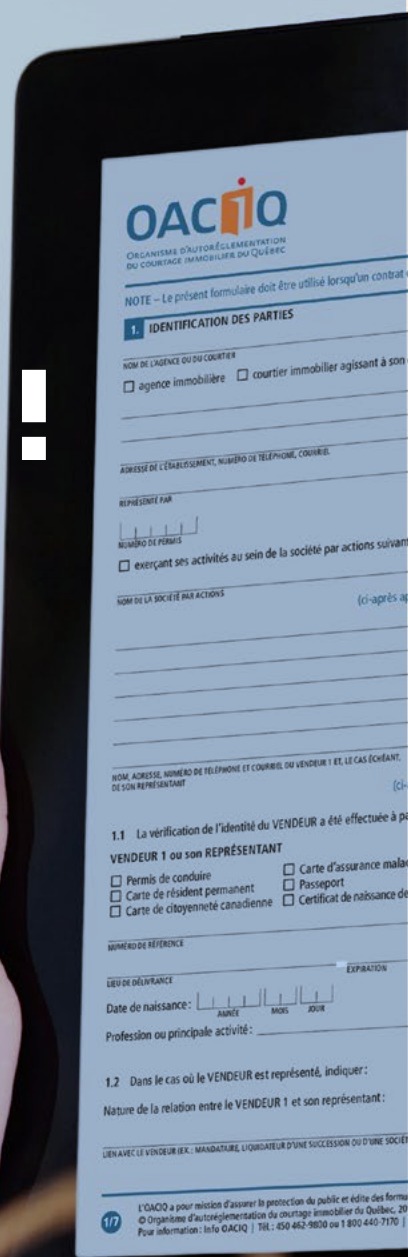 !
OACIQ
ORGANISME D'AUTORÉGLEMENTATION
DU COURTAGE IMMOBILIER DU QUÉBEC
NOTE – Le présent formulaire doit être utilisé lorsqu'un contrat
1. IDENTIFICATION DES PARTIES
NOM DE L'AGENCE OU DU COURTIER
agence immobilière courtier immobilier agissant à son
ADRESSE DE L'ÉTABLISSEMENT, NUMÉRO DE TÉLÉPHONE, COURRIEL
REPRÉSENTÉ PAR
NUMÉRO DE PERMIS
exerçant ses activités au sein de la société par actions suivant
NOM DE LA SOCIÉTÉ PAR ACTIONS
(ci-après ap
NOM, ADRESSE, NUMÉRO DE TÉLÉPHONE ET COURRIEL DU VENDEUR 1 ET, LE CAS ÉCHÉANT,
DE SON REPRÉSENTANT
(ci-
1.1 La vérification de l'identité du VENDEUR a été effectuée à pa
VENDEUR 1 ou son REPRÉSENTANT
Permis de conduire Carte d'assurance malad
Carte de résident permanent Passeport
Carte de citoyenneté canadienne Certificat de naissance de
NUMÉRO DE RÉFÉRENCE
LIEU DE DÉLIVRANCE EXPIRATION
Date de naissance :
ANNÉE MOIS JOUR
Profession ou principale activité :
1.2 Dans le cas où le VENDEUR est représenté, indiquer :
Nature de la relation entre le VENDEUR 1 et son représentant :
LIEN AVEC LE VENDEUR (EX.: MANDATAIRE, LIQUIDATEUR D'UNE SUCCESSION OU D'UNE SOCIÉT
1/7
L'OACIQ a pour mission d'assurer la protection du public et édite des formu
© Organisme d'autoréglementation du courtage immobilier du Québec, 20
Pour information : Info OACIQ | Tél. : 450 462-9800 ou 1 800 440-7170 |